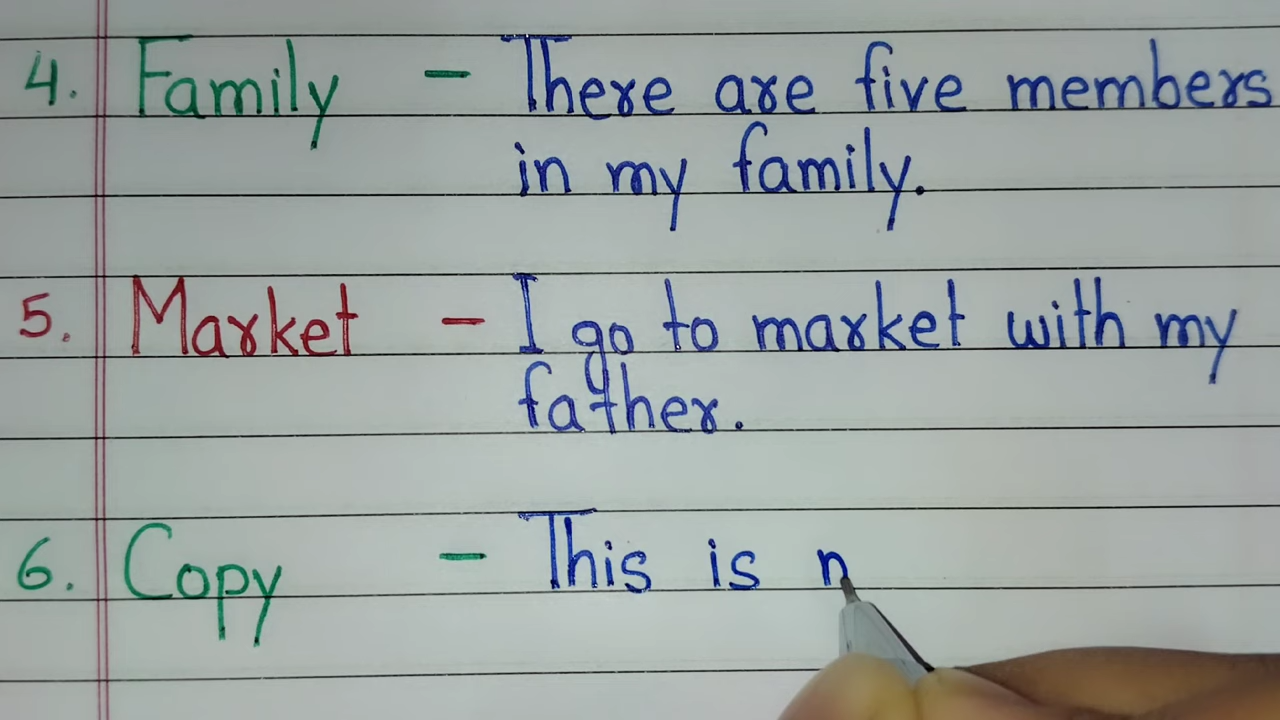 4. Family - There are five members
in my family.
5. Market - I go to market with my
father.
6. Copy - This is